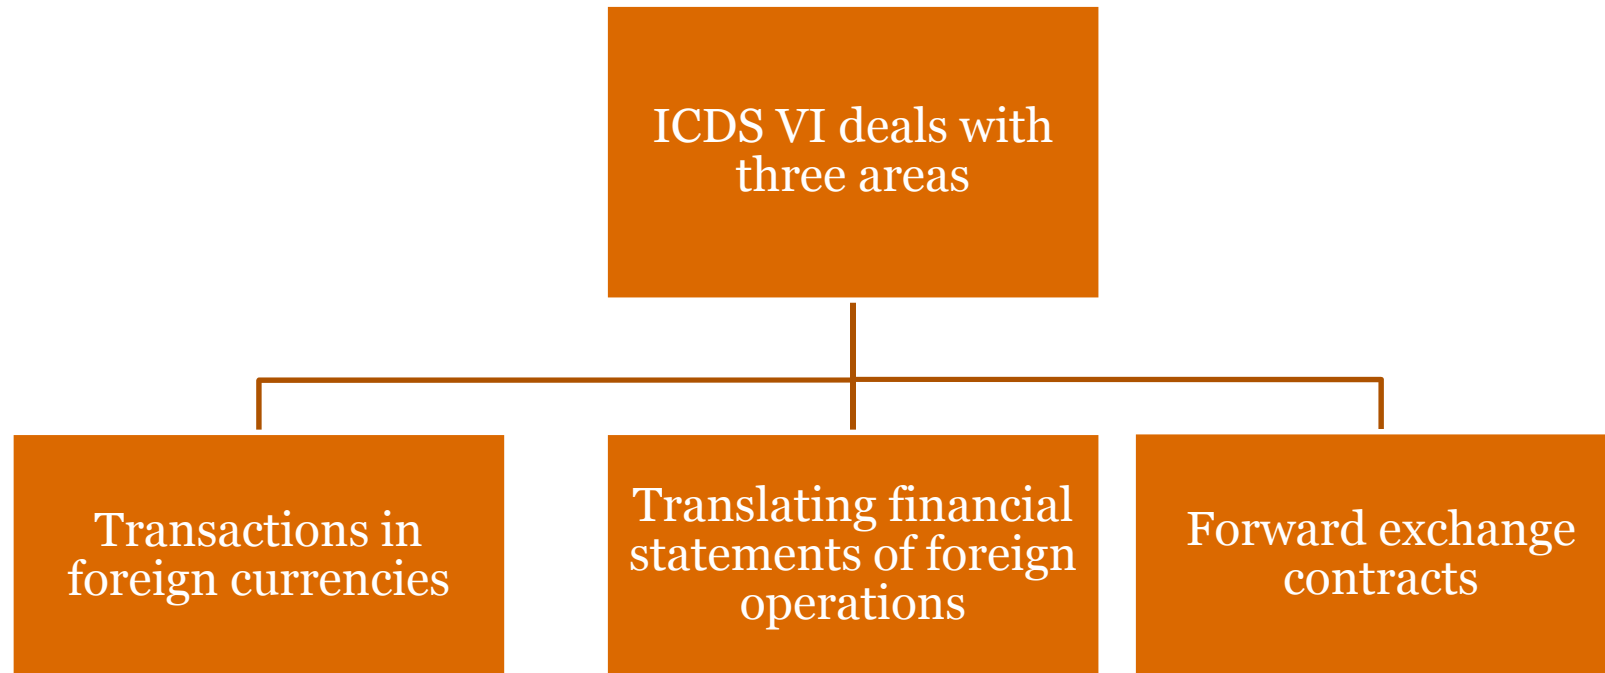 ICDS VI deals with
three areas
Transactions in
foreign currencies
Translating financial
statements of foreign
operations
Forward exchange
contracts